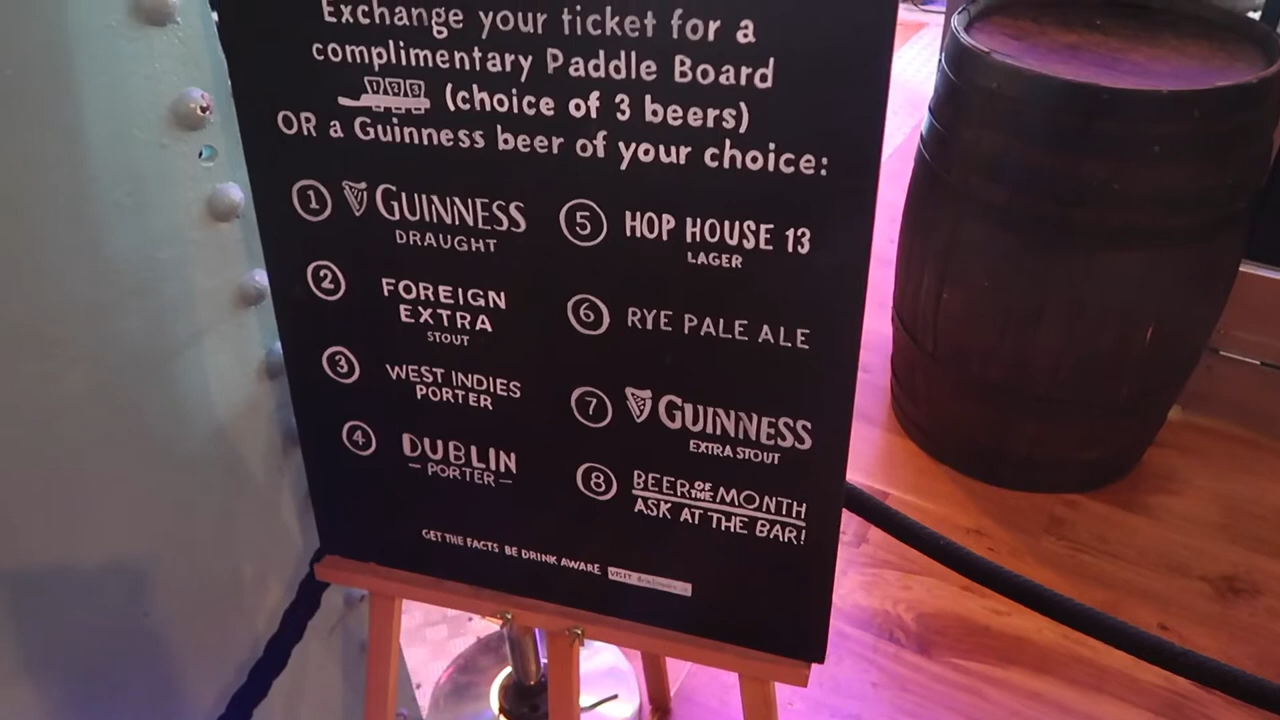 Exchange your ticket for a
complimentary Paddle Board
1 2 3 (choice of 3 beers)
OR a Guinness beer of your choice:
1 GUINNESS
DRAUGHT
2 FOREIGN
EXTRA
STOUT
3 WEST INDIES
PORTER
4 DUBLIN
— PORTER —
5 HOP HOUSE 13
LAGER
6 RYE PALE ALE
7 GUINNESS
EXTRA STOUT
8 BEER OF THE MONTH
ASK AT THE BAR!
GET THE FACTS BE DRINK AWARE VISIT